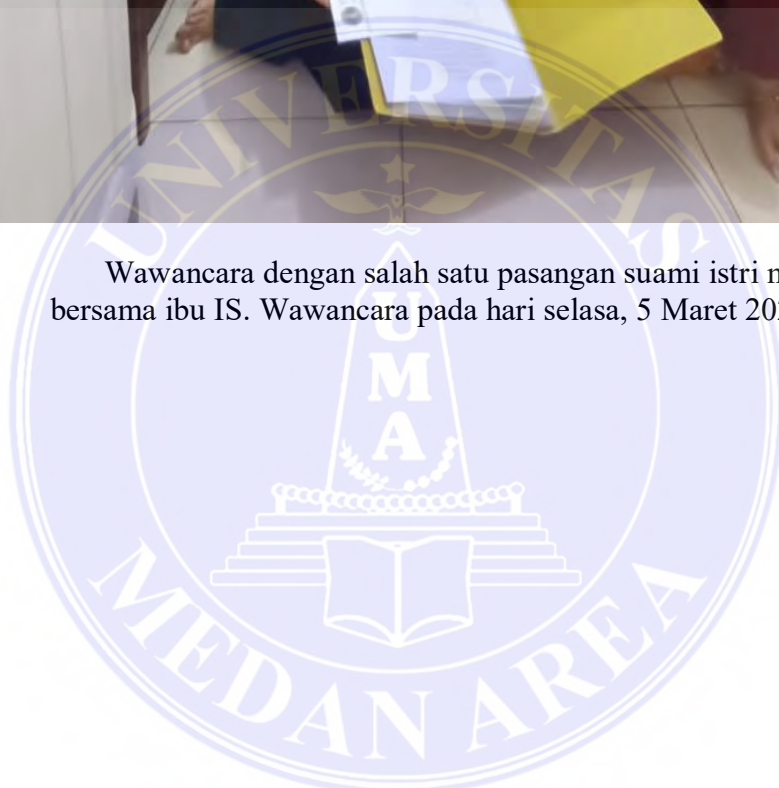 UNIVERSITAS
Wawancara dengan salah satu pasangan suami istri
bersama ibu IS. Wawancara pada hari selasa, 5 Maret
UMA
MEDAN AREA